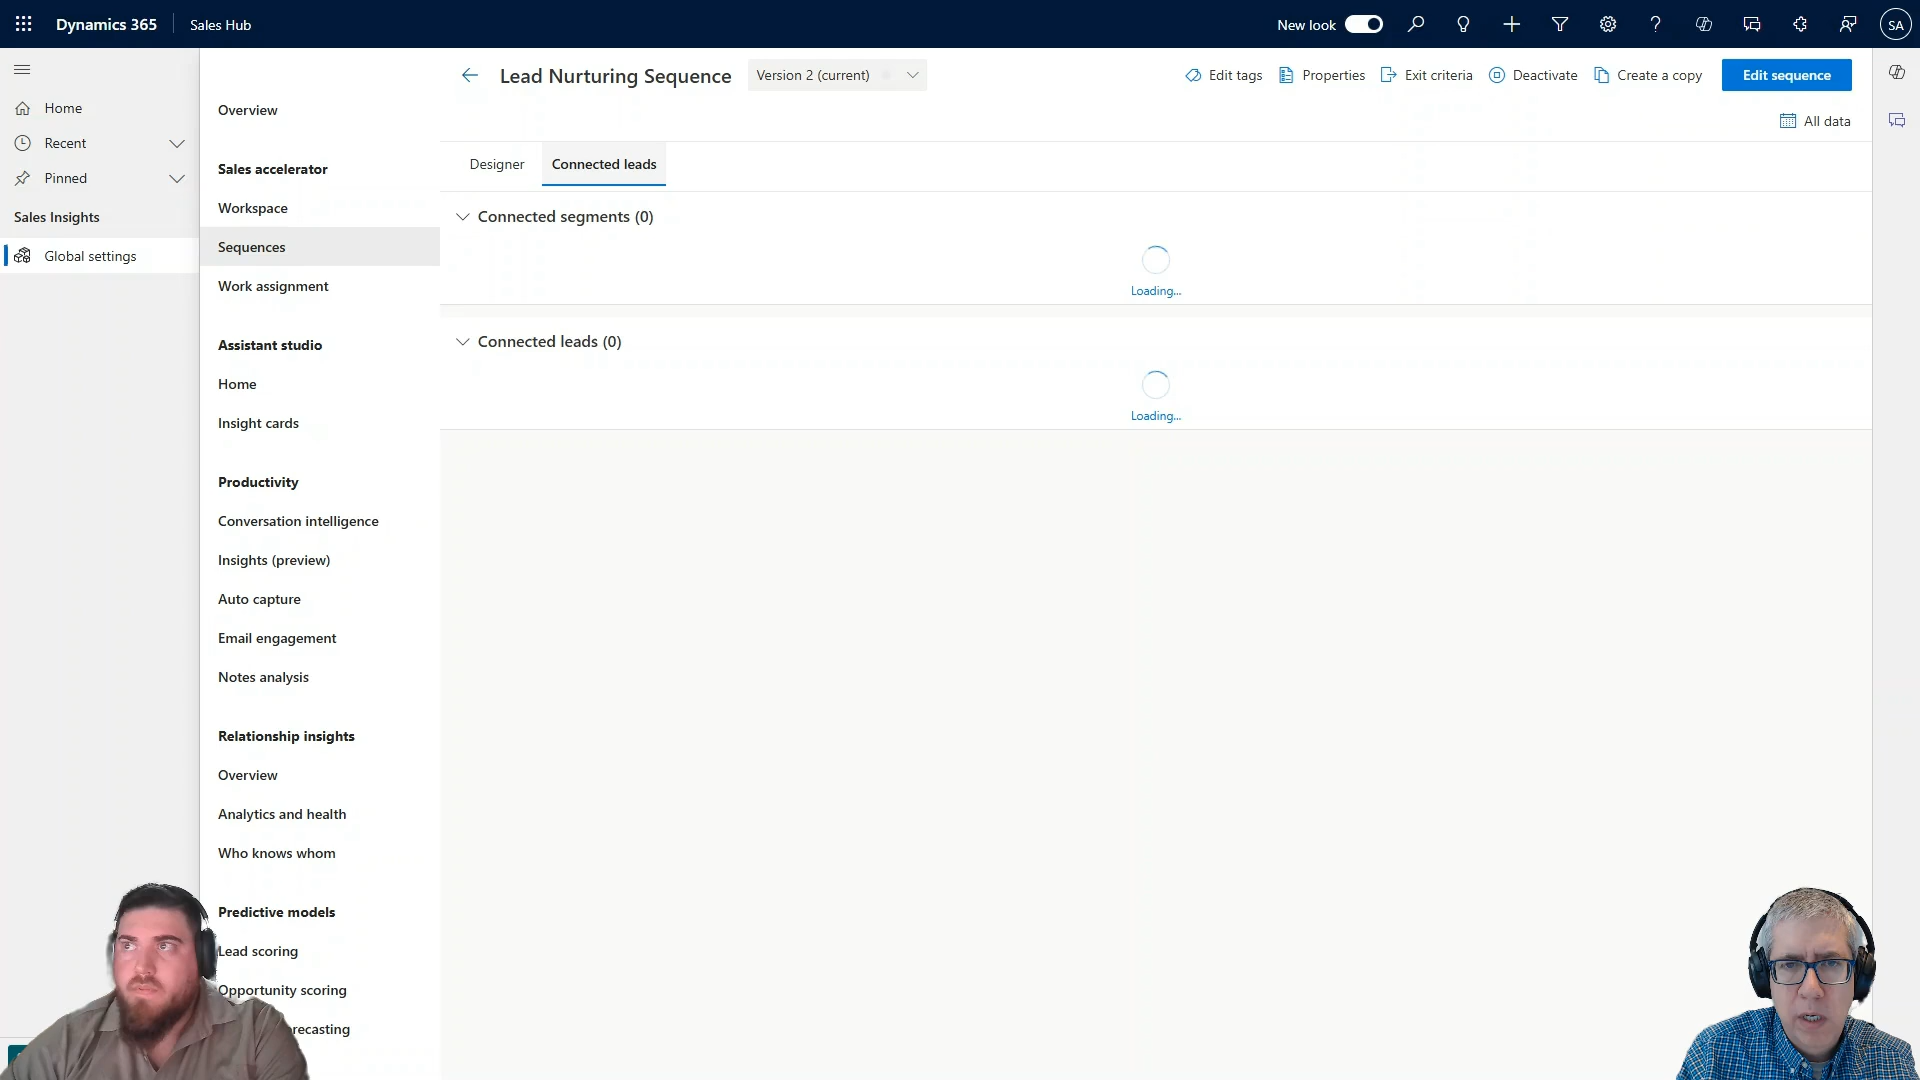 Dynamics 365
Sales Hub
New look
SA
Home
Recent
Pinned
Sales Insights
Global settings
Overview
Sales accelerator
Workspace
Sequences
Work assignment
Assistant studio
Home
Insight cards
Productivity
Conversation intelligence
Insights (preview)
Auto capture
Email engagement
Notes analysis
Relationship insights
Overview
Analytics and health
Who knows whom
Predictive models
Lead scoring
Opportunity scoring
recasting
Lead Nurturing Sequence
Version 2 (current)
Edit tags
Properties
Exit criteria
Deactivate
Create a copy
Edit sequence
All data
Designer
Connected leads
Connected segments (0)
Loading...
Connected leads (0)
Loading...